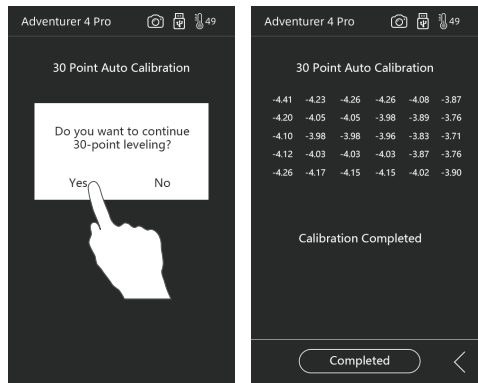 Adventurer 4 Pro 49
30 Point Auto Calibration
Do you want to continue
30-point leveling?
Yes No
Adventurer 4 Pro 49
30 Point Auto Calibration
-4.41 -4.23 -4.26 -4.26 -4.08 -3.87
-4.20 -4.05 -4.05 -3.98 -3.89 -3.76
-4.10 -3.98 -3.98 -3.96 -3.83 -3.71
-4.12 -4.03 -4.03 -4.03 -3.87 -3.76
-4.26 -4.17 -4.15 -4.15 -4.02 -3.90
Calibration Completed
Completed